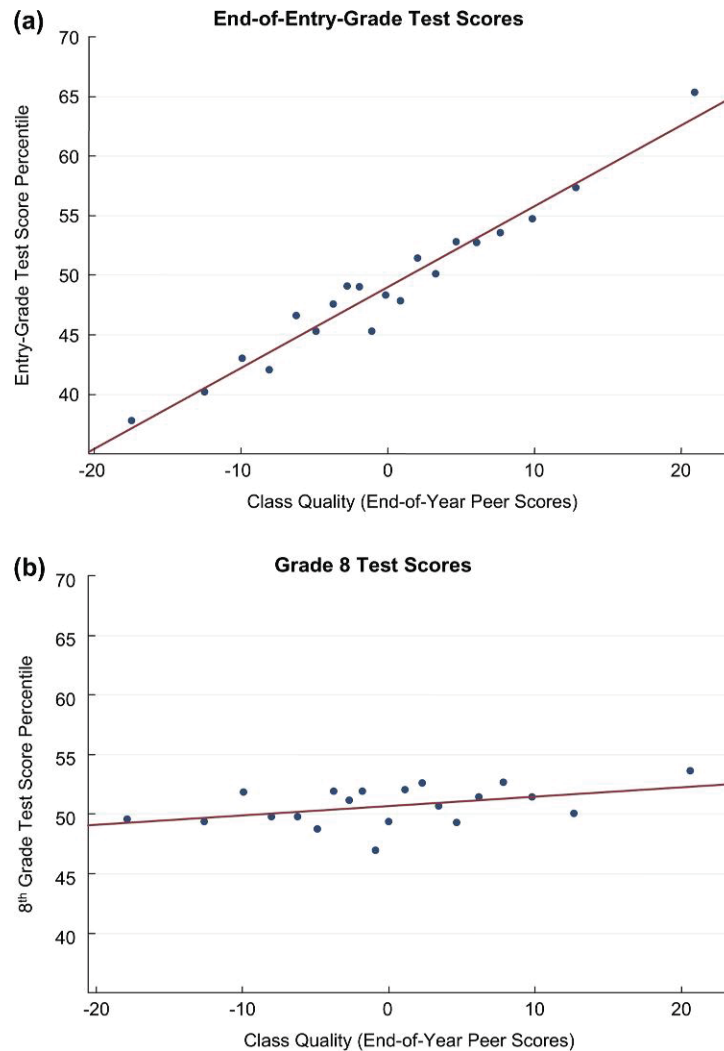 (a)
End-of-Entry-Grade Test Scores
70
65
60
55
50
45
40
Entry-Grade Test Score Percentile
-20 -10 0 10 20
Class Quality (End-of-Year Peer Scores)
(b)
Grade 8 Test Scores
70
65
60
55
50
45
40
8th Grade Test Score Percentile
-20 -10 0 10 20
Class Quality (End-of-Year Peer Scores)